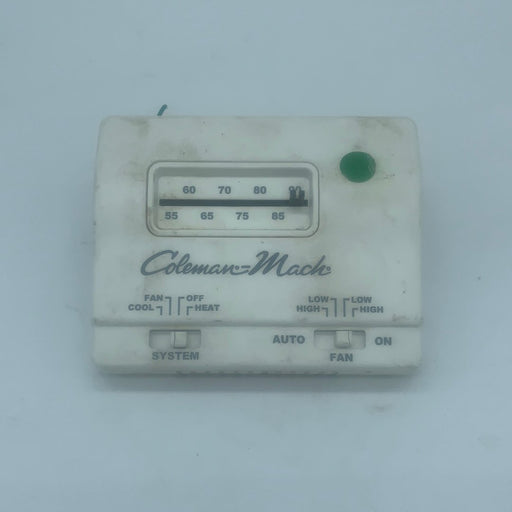 60 70 80 90
55 65 75 85
Coleman-Mach
FAN OFF LOW LOW
COOL HEAT HIGH HIGH
AUTO ON
SYSTEM FAN